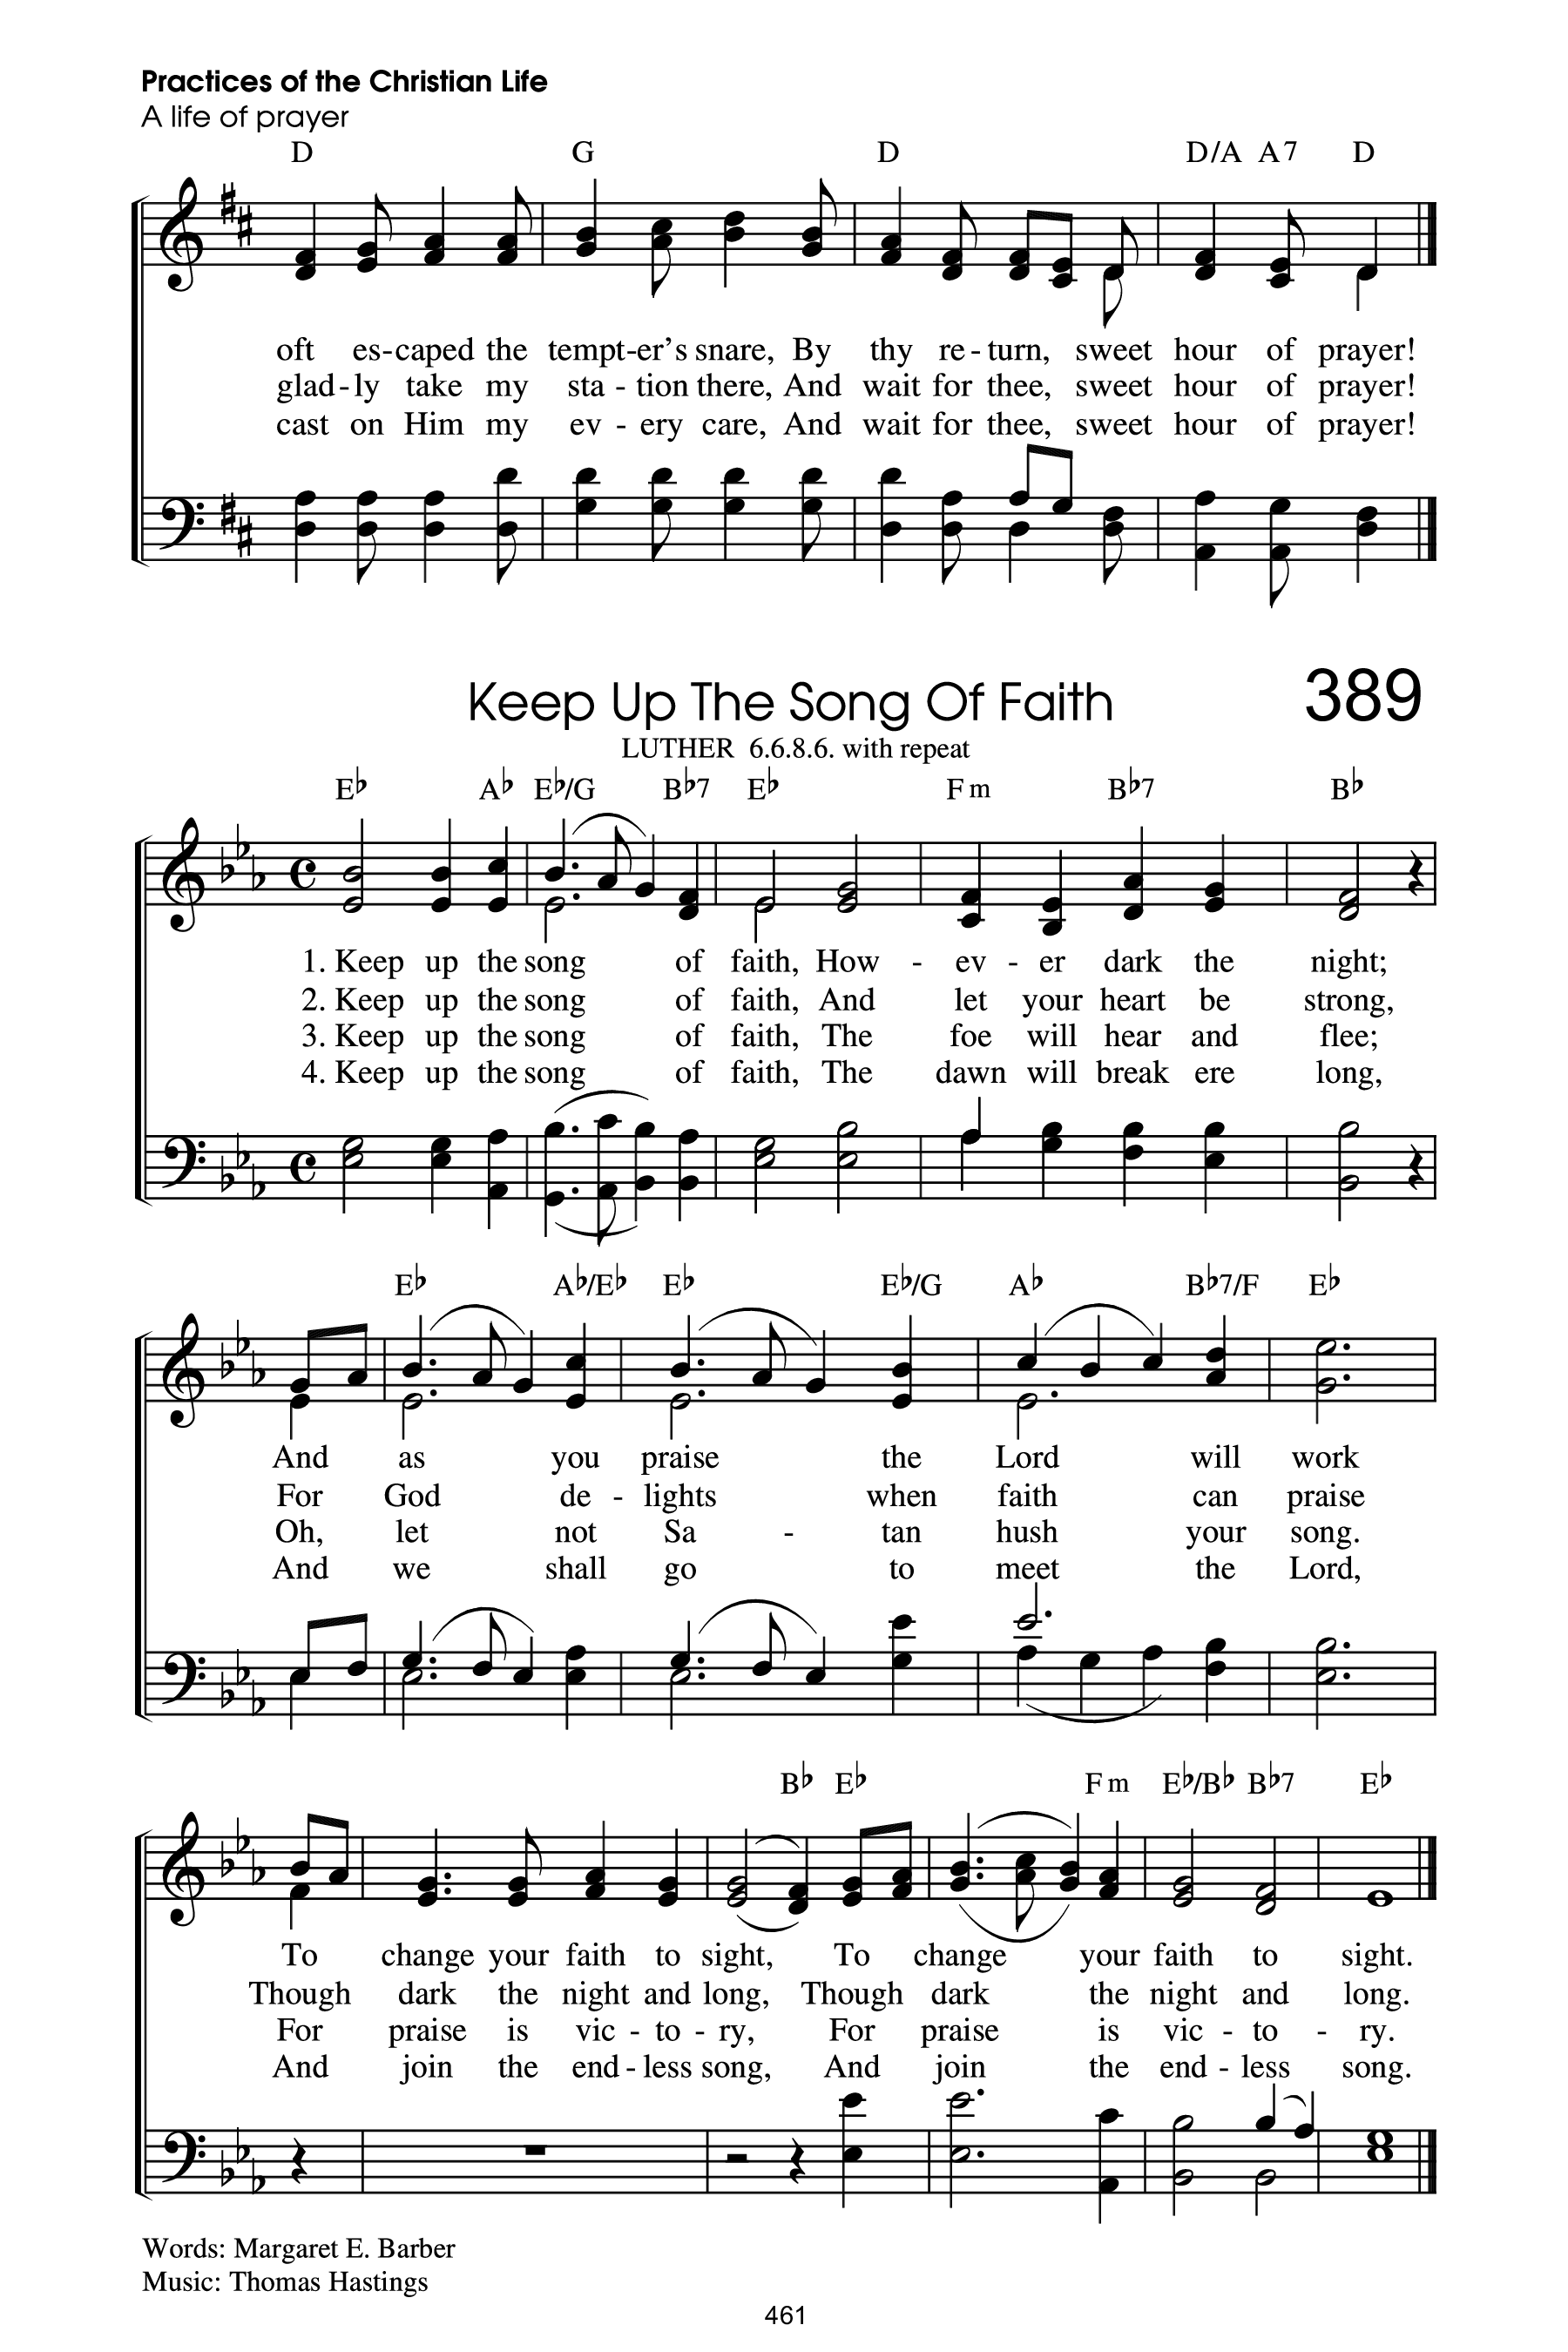 Practices of the Christian Life
A life of prayer
D G D D/A A7 D
oft es-caped the tempt-er's snare, By thy re-turn, sweet hour of prayer!
glad-ly take my sta-tion there, And wait for thee, sweet hour of prayer!
cast on Him my ev-ery care, And wait for thee, sweet hour of prayer!
Keep Up The Song Of Faith 389
LUTHER 6.6.8.6. with repeat
E♭ A♭ E♭/G B♭7 E♭ Fm B♭7 B♭
1. Keep up the song of faith, How-ev-er dark the night;
2. Keep up the song of faith, And let your heart be strong,
3. Keep up the song of faith, The foe will hear and flee;
4. Keep up the song of faith, The dawn will break ere long,
E♭ A♭/E♭ E♭ E♭/G A♭ B♭7/F E♭
And as you praise the Lord will work
For God de-lights when faith can praise
Oh, let not Sa-tan hush your song.
And we shall go to meet the Lord,
B♭ E♭ Fm E♭/B♭ B♭7 E♭
To change your faith to sight, To change your faith to sight.
Though dark the night and long, Though dark the night and long.
For praise is vic-to-ry, For praise is vic-to-ry.
And join the end-less song, And join the end-less song.
Words: Margaret E. Barber
Music: Thomas Hastings
461